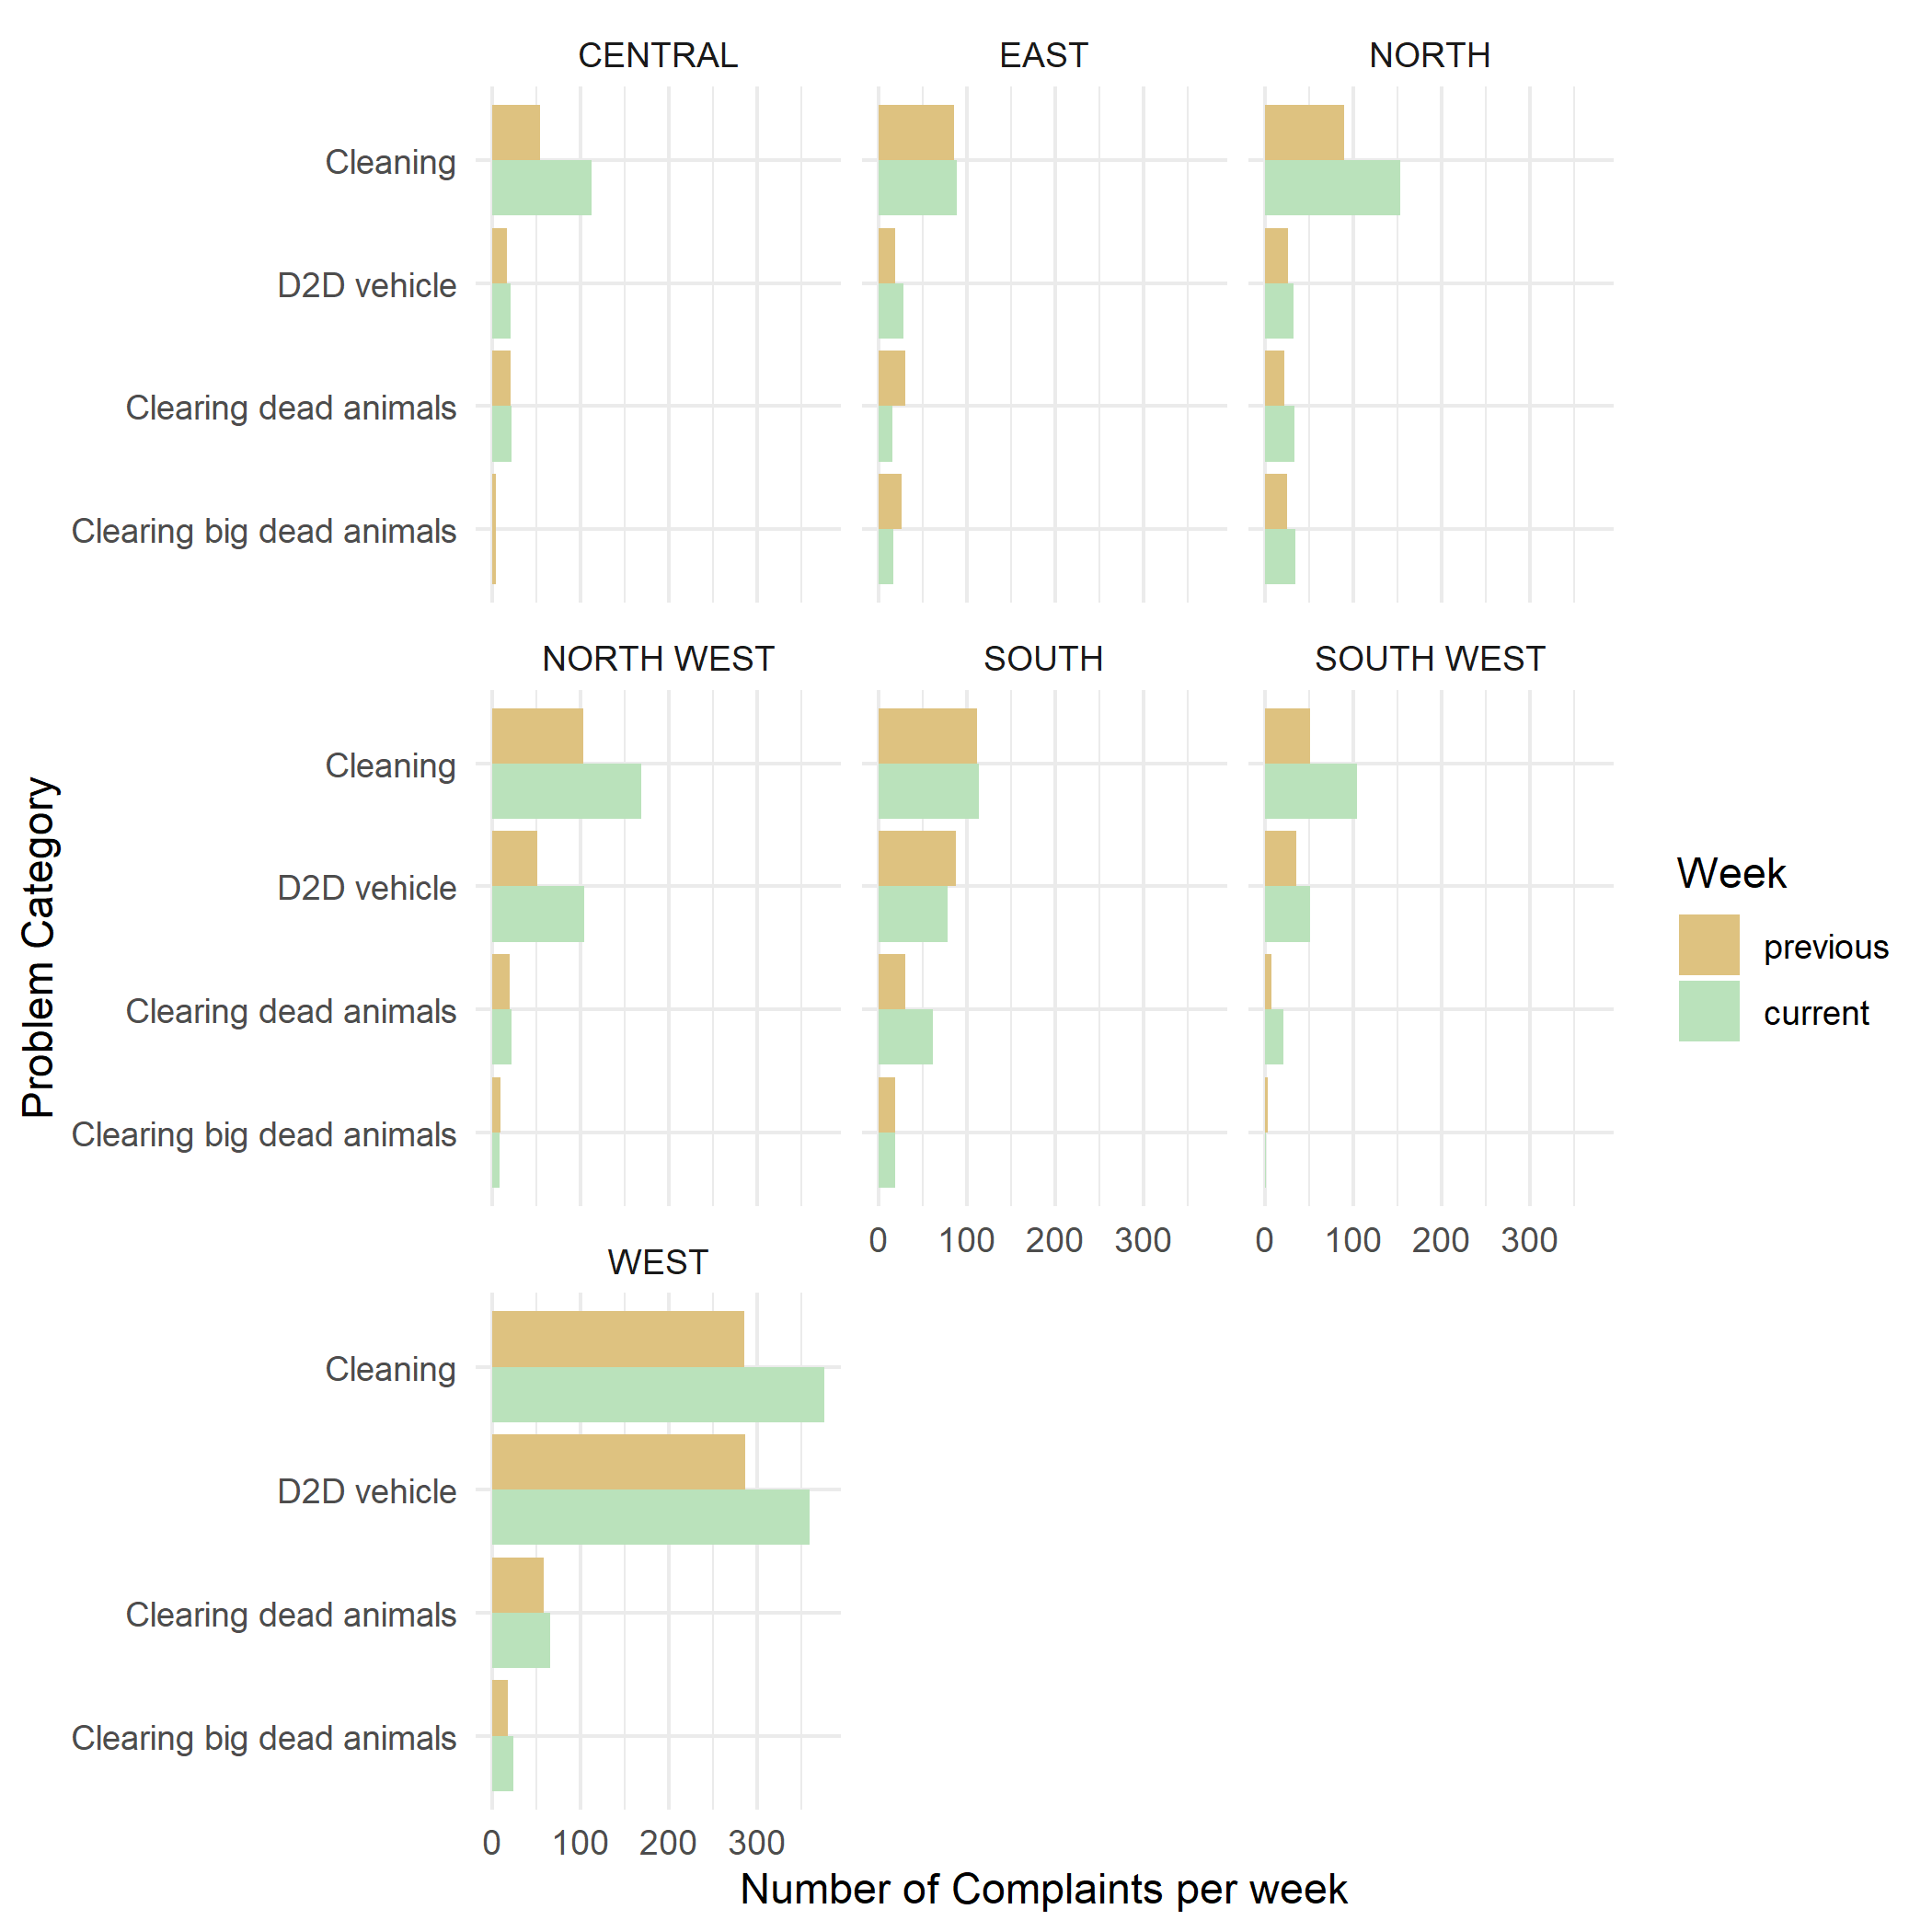 CENTRAL
EAST
NORTH
Cleaning
D2D vehicle
Clearing dead animals
Clearing big dead animals
NORTH WEST
SOUTH
SOUTH WEST
Cleaning
D2D vehicle
Clearing dead animals
Clearing big dead animals
0 100 200 300
0 100 200 300
WEST
Cleaning
D2D vehicle
Clearing dead animals
Clearing big dead animals
0 100 200 300
Number of Complaints per week
Problem Category
Week
previous
current